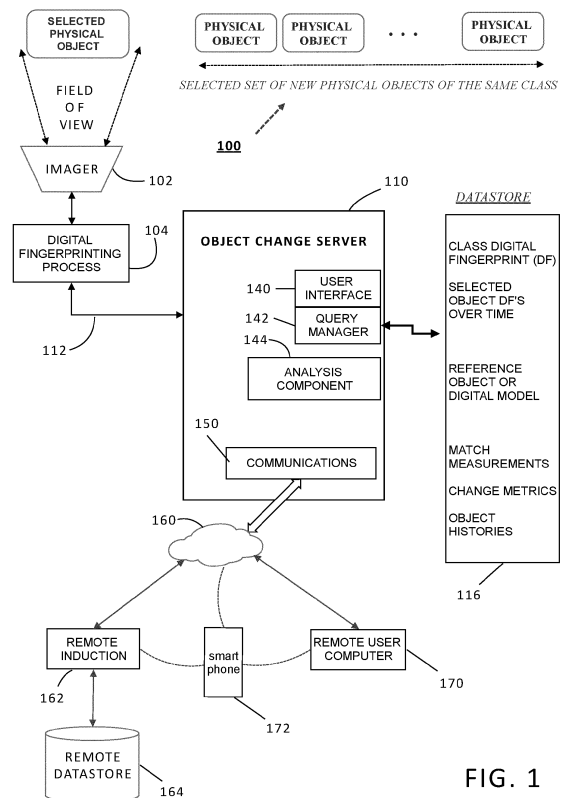 SELECTED
PHYSICAL
OBJECT
PHYSICAL
OBJECT
PHYSICAL
OBJECT
. . .
PHYSICAL
OBJECT
SELECTED SET OF NEW PHYSICAL OBJECTS OF THE SAME CLASS
FIELD
OF
VIEW
100
IMAGER
102
110
DATASTORE
DIGITAL
FINGERPRINTING
PROCESS
104
112
OBJECT CHANGE SERVER
140
USER
INTERFACE
142
QUERY
MANAGER
144
ANALYSIS
COMPONENT
150
COMMUNICATIONS
CLASS DIGITAL
FINGERPRINT (DF)
SELECTED
OBJECT DF'S
OVER TIME
REFERENCE
OBJECT OR
DIGITAL MODEL
MATCH
MEASUREMENTS
CHANGE METRICS
OBJECT
HISTORIES
116
160
REMOTE
INDUCTION
162
smart
phone
172
REMOTE USER
COMPUTER
170
REMOTE
DATASTORE
164
FIG. 1